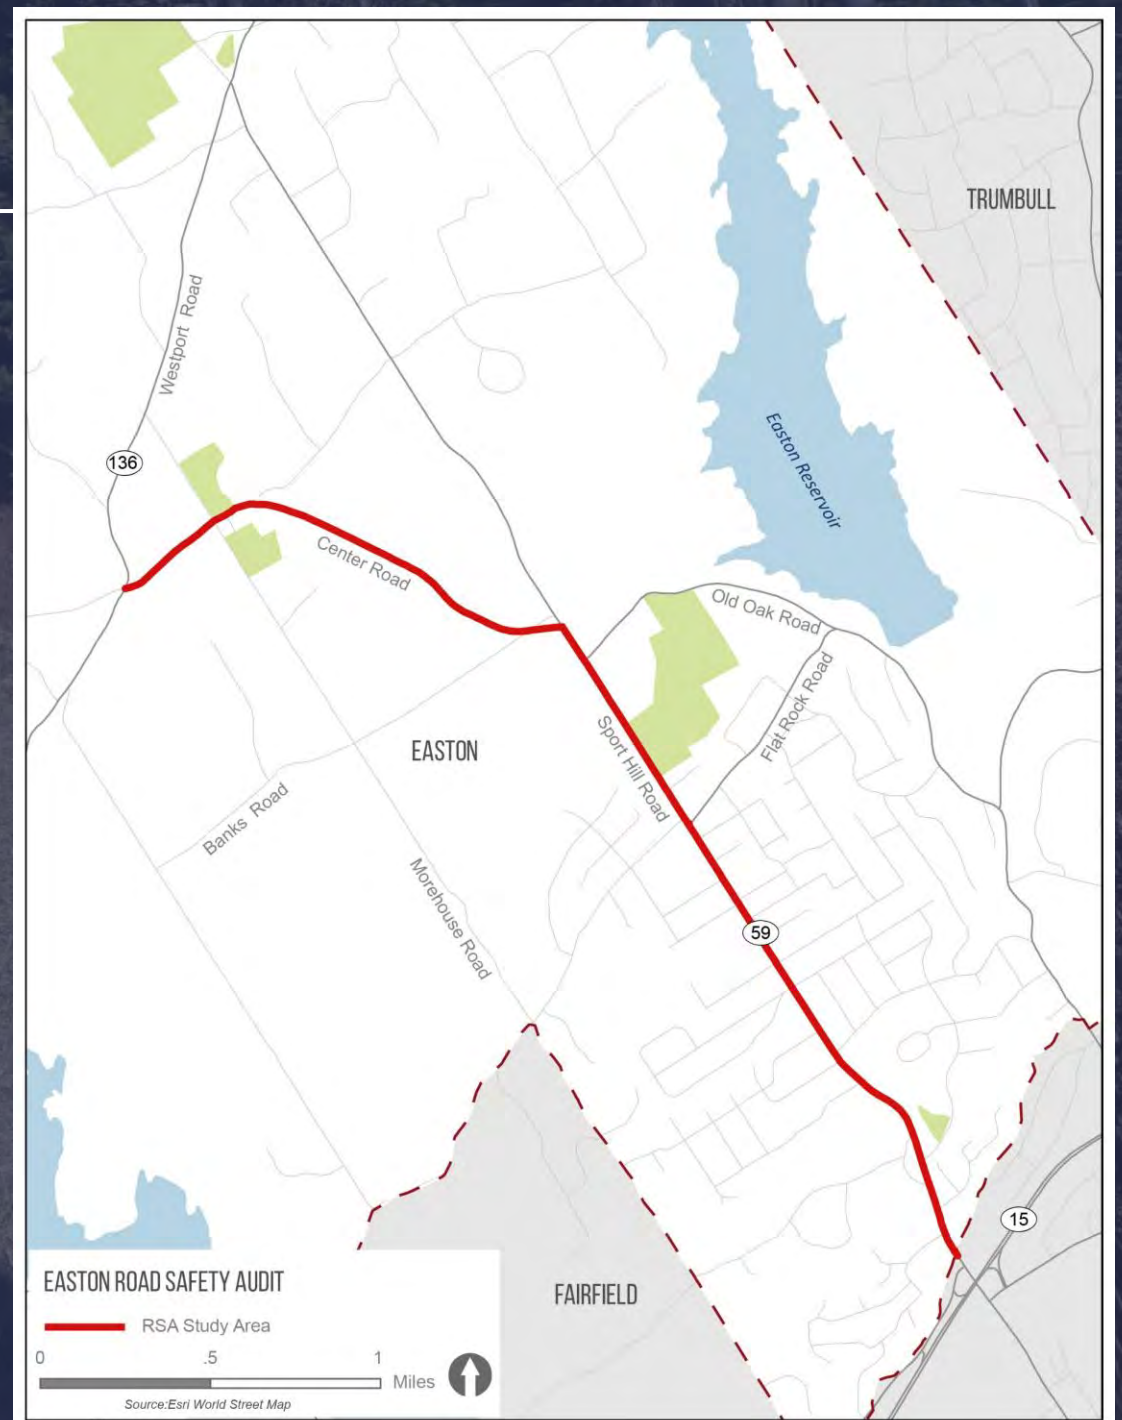 TRUMBULL
Westport Road
136
Easton Reservoir
Center Road
Old Oak Road
Flat Rock Road
Sport Hill Road
EASTON
Banks Road
Morehouse Road
59
15
FAIRFIELD
EASTON ROAD SAFETY AUDIT
RSA Study Area
0 .5 1
Miles
Source:Esri World Street Map